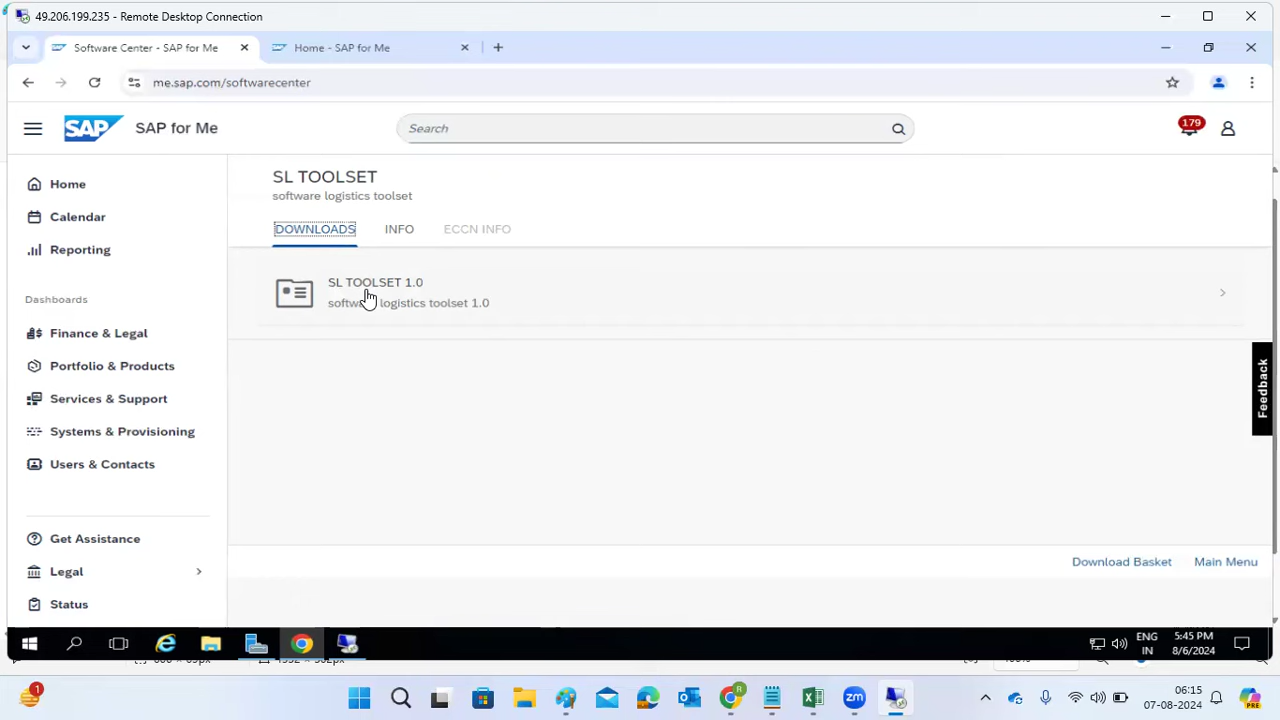 49.206.199.235 - Remote Desktop Connection
Software Center - SAP for Me
Home - SAP for Me
me.sap.com/softwarecenter
SAP
SAP for Me
Search
179
Home
Calendar
Reporting
Dashboards
Finance & Legal
Portfolio & Products
Services & Support
Systems & Provisioning
Users & Contacts
Get Assistance
Legal
Status
SL TOOLSET
software logistics toolset
DOWNLOADS
INFO
ECCN INFO
SL TOOLSET 1.0
software logistics toolset 1.0
Feedback
Download Basket
Main Menu
ENG
IN
5:45 PM
8/6/2024
1
06:15
07-08-2024
PRE